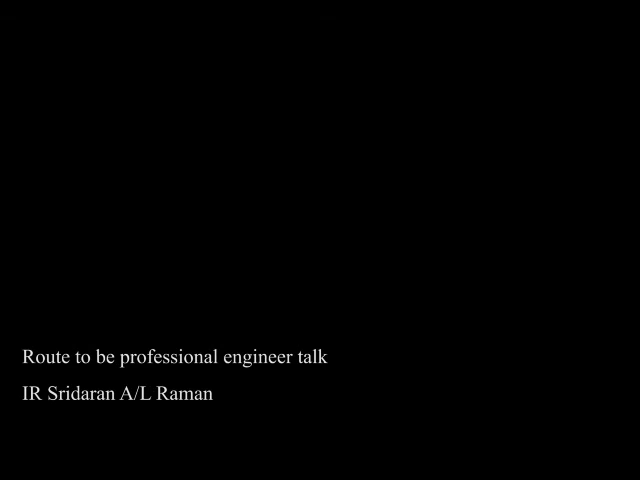 Route to be professional engineer talk
IR Sridaran A/L Raman